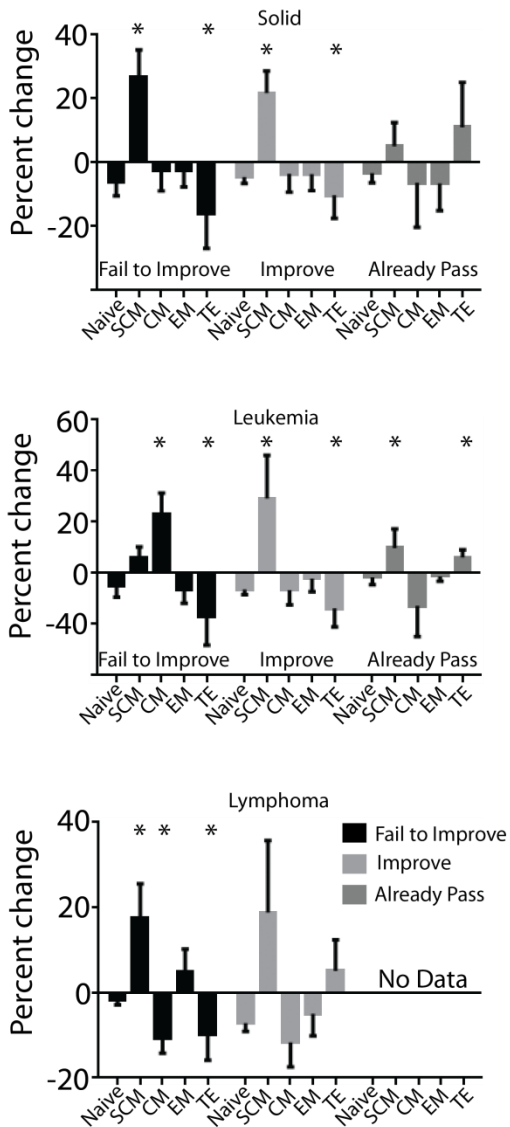 Solid
Percent change
40
20
0
-20
* * * *
Fail to Improve Improve Already Pass
Naive SCM CM EM TE Naive SCM CM EM TE Naive SCM CM EM TE
Leukemia
Percent change
60
40
20
0
-40
* * * * * *
Fail to Improve Improve Already Pass
Naive SCM CM EM TE Naive SCM CM EM TE Naive SCM CM EM TE
Lymphoma
Percent change
40
20
0
-20
* * *
Fail to Improve
Improve
Already Pass
No Data
Naive SCM CM EM TE Naive SCM CM EM TE Naive SCM CM EM TE